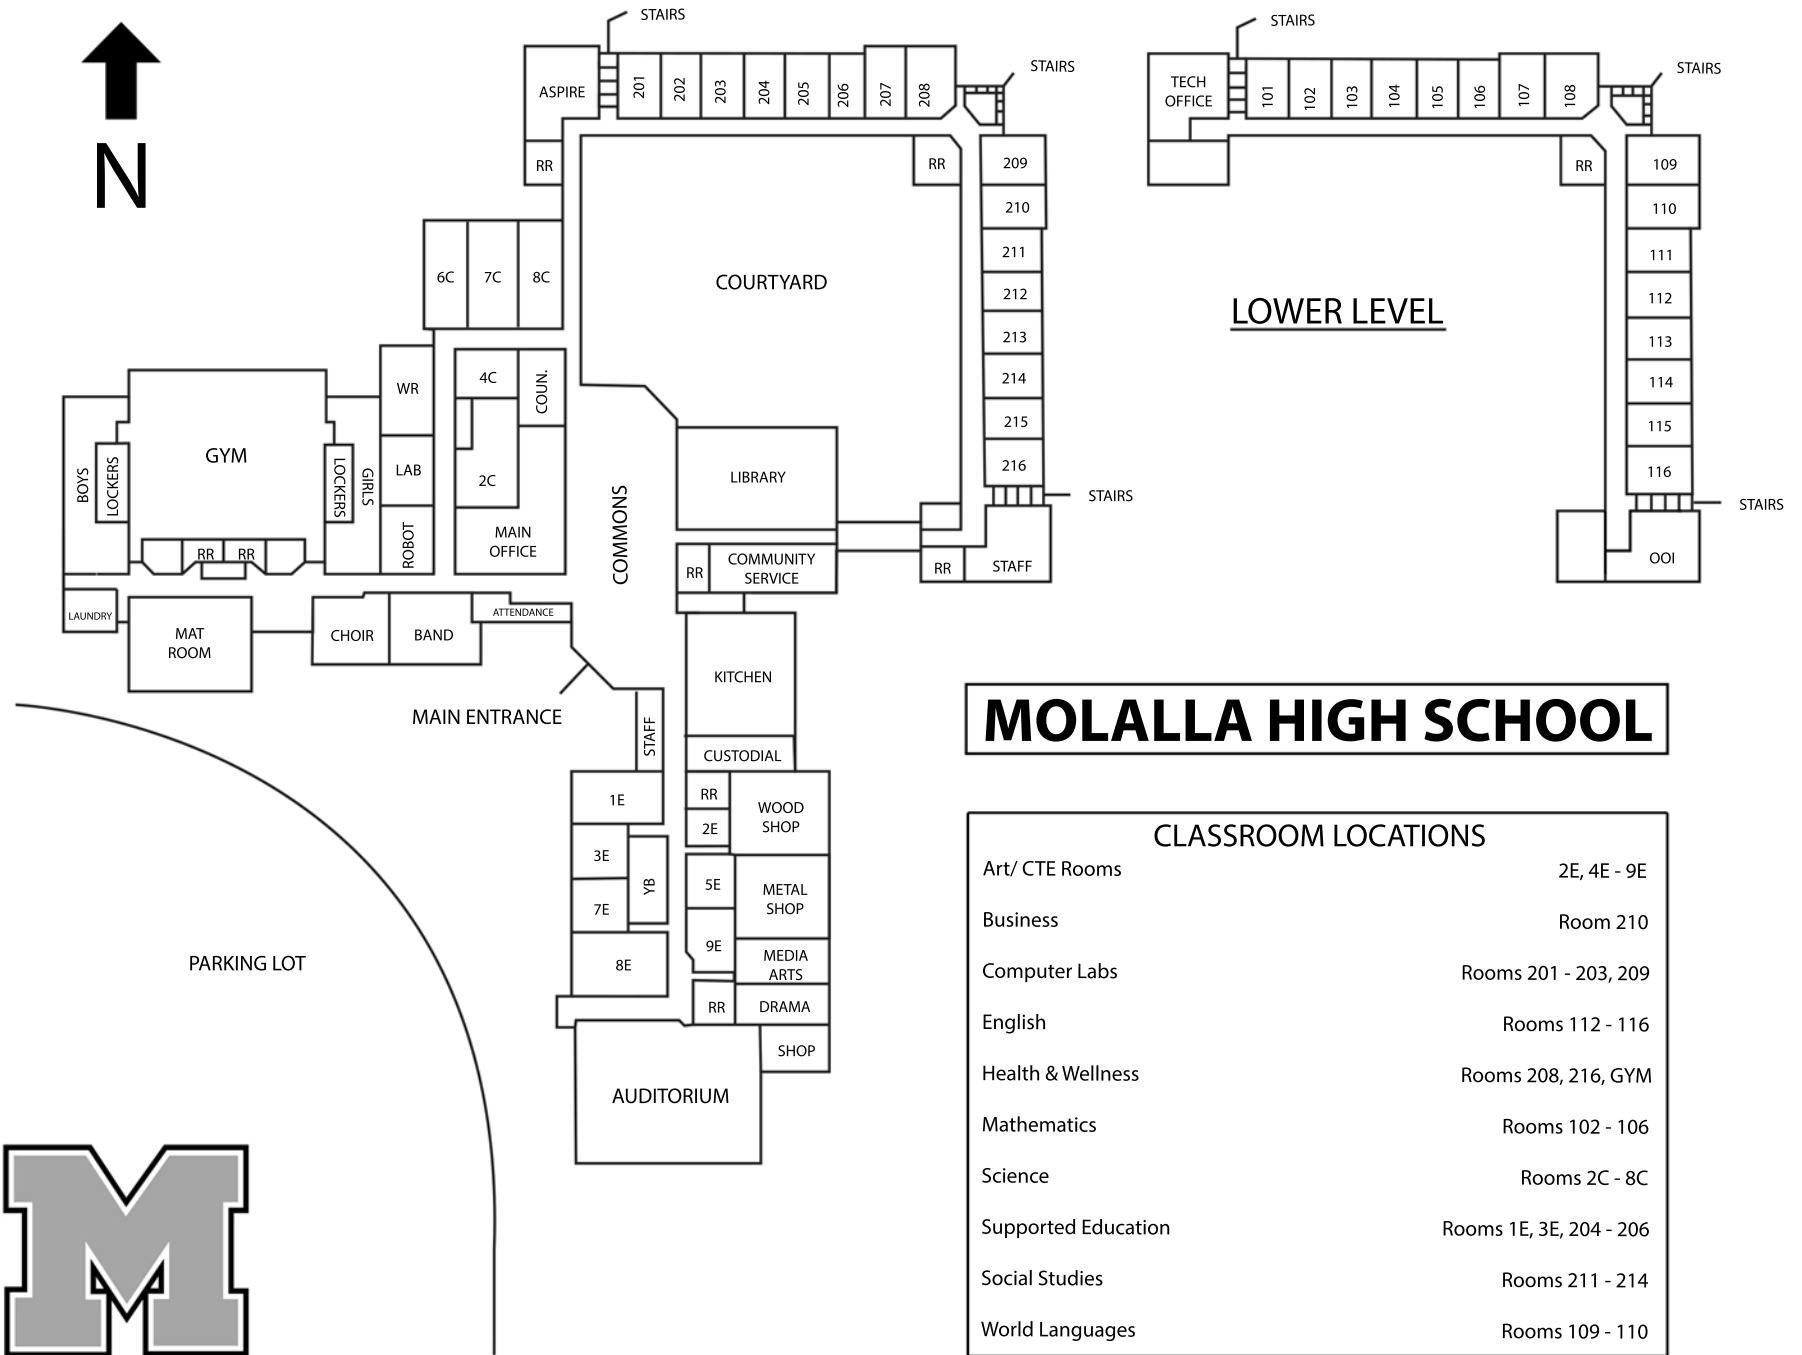 N
STAIRS
ASPIRE
201
202
203
204
205
206
207
208
STAIRS
RR
RR
209
210
211
212
213
214
215
216
STAIRS
COURTYARD
6C
7C
8C
4C
COUN.
2C
MAIN
OFFICE
WR
LAB
ROBOT
GYM
BOYS
LOCKERS
LOCKERS
GIRLS
RR
RR
LAUNDRY
MAT
ROOM
CHOIR
BAND
ATTENDANCE
COMMONS
LIBRARY
RR
COMMUNITY
SERVICE
RR
STAFF
KITCHEN
CUSTODIAL
MAIN ENTRANCE
STAFF
1E
RR
2E
WOOD
SHOP
3E
YB
5E
METAL
SHOP
7E
9E
MEDIA
ARTS
8E
RR
DRAMA
SHOP
AUDITORIUM
PARKING LOT
STAIRS
TECH
OFFICE
101
102
103
104
105
106
107
108
STAIRS
RR
109
110
111
112
113
114
115
116
STAIRS
OOI
LOWER LEVEL
MOLALLA HIGH SCHOOL
CLASSROOM LOCATIONS
Art/ CTE Rooms 2E, 4E - 9E
Business Room 210
Computer Labs Rooms 201 - 203, 209
English Rooms 112 - 116
Health & Wellness Rooms 208, 216, GYM
Mathematics Rooms 102 - 106
Science Rooms 2C - 8C
Supported Education Rooms 1E, 3E, 204 - 206
Social Studies Rooms 211 - 214
World Languages Rooms 109 - 110
M